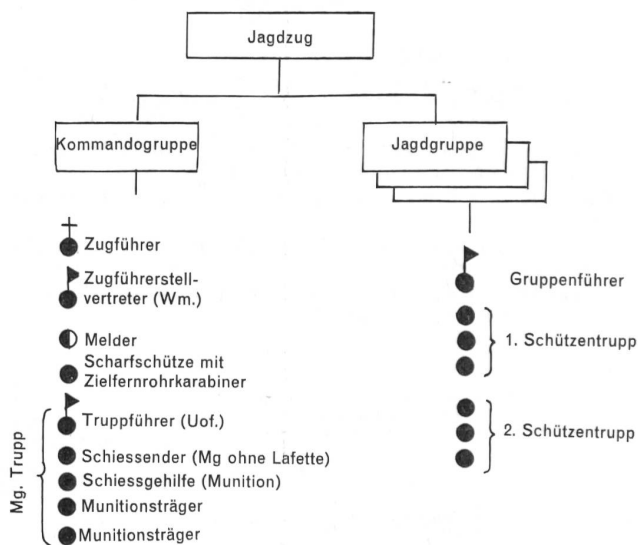 Jagdzug
Kommandogruppe
Jagdgruppe
Zugführer
Zugführerstell-
vertreter (Wm.)
Melder
Scharfschütze mit
Zielfernrohrkarabiner
Mg. Trupp
Truppführer (Uof.)
Schiessender (Mg ohne Lafette)
Schiessgehilfe (Munition)
Munitionsträger
Munitionsträger
Gruppenführer
1. Schützentrupp
2. Schützentrupp